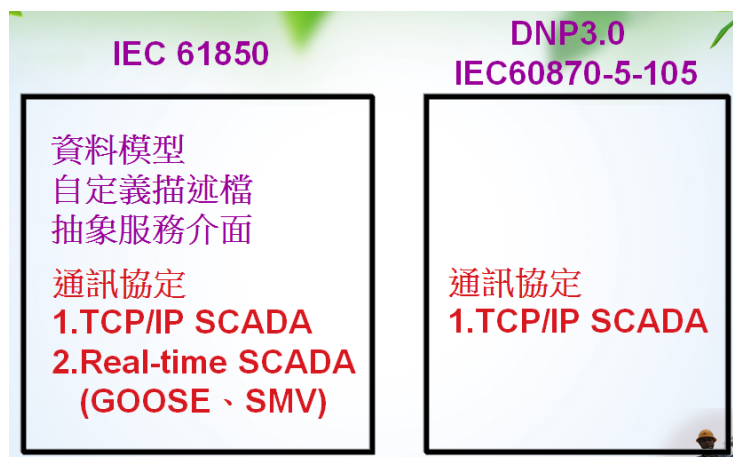 IEC 61850
資料模型
自定義描述檔
抽象服務介面
通訊協定
1.TCP/IP SCADA
2.Real-time SCADA
(GOOSE、SMV)
DNP3.0
IEC60870-5-105
通訊協定
1.TCP/IP SCADA